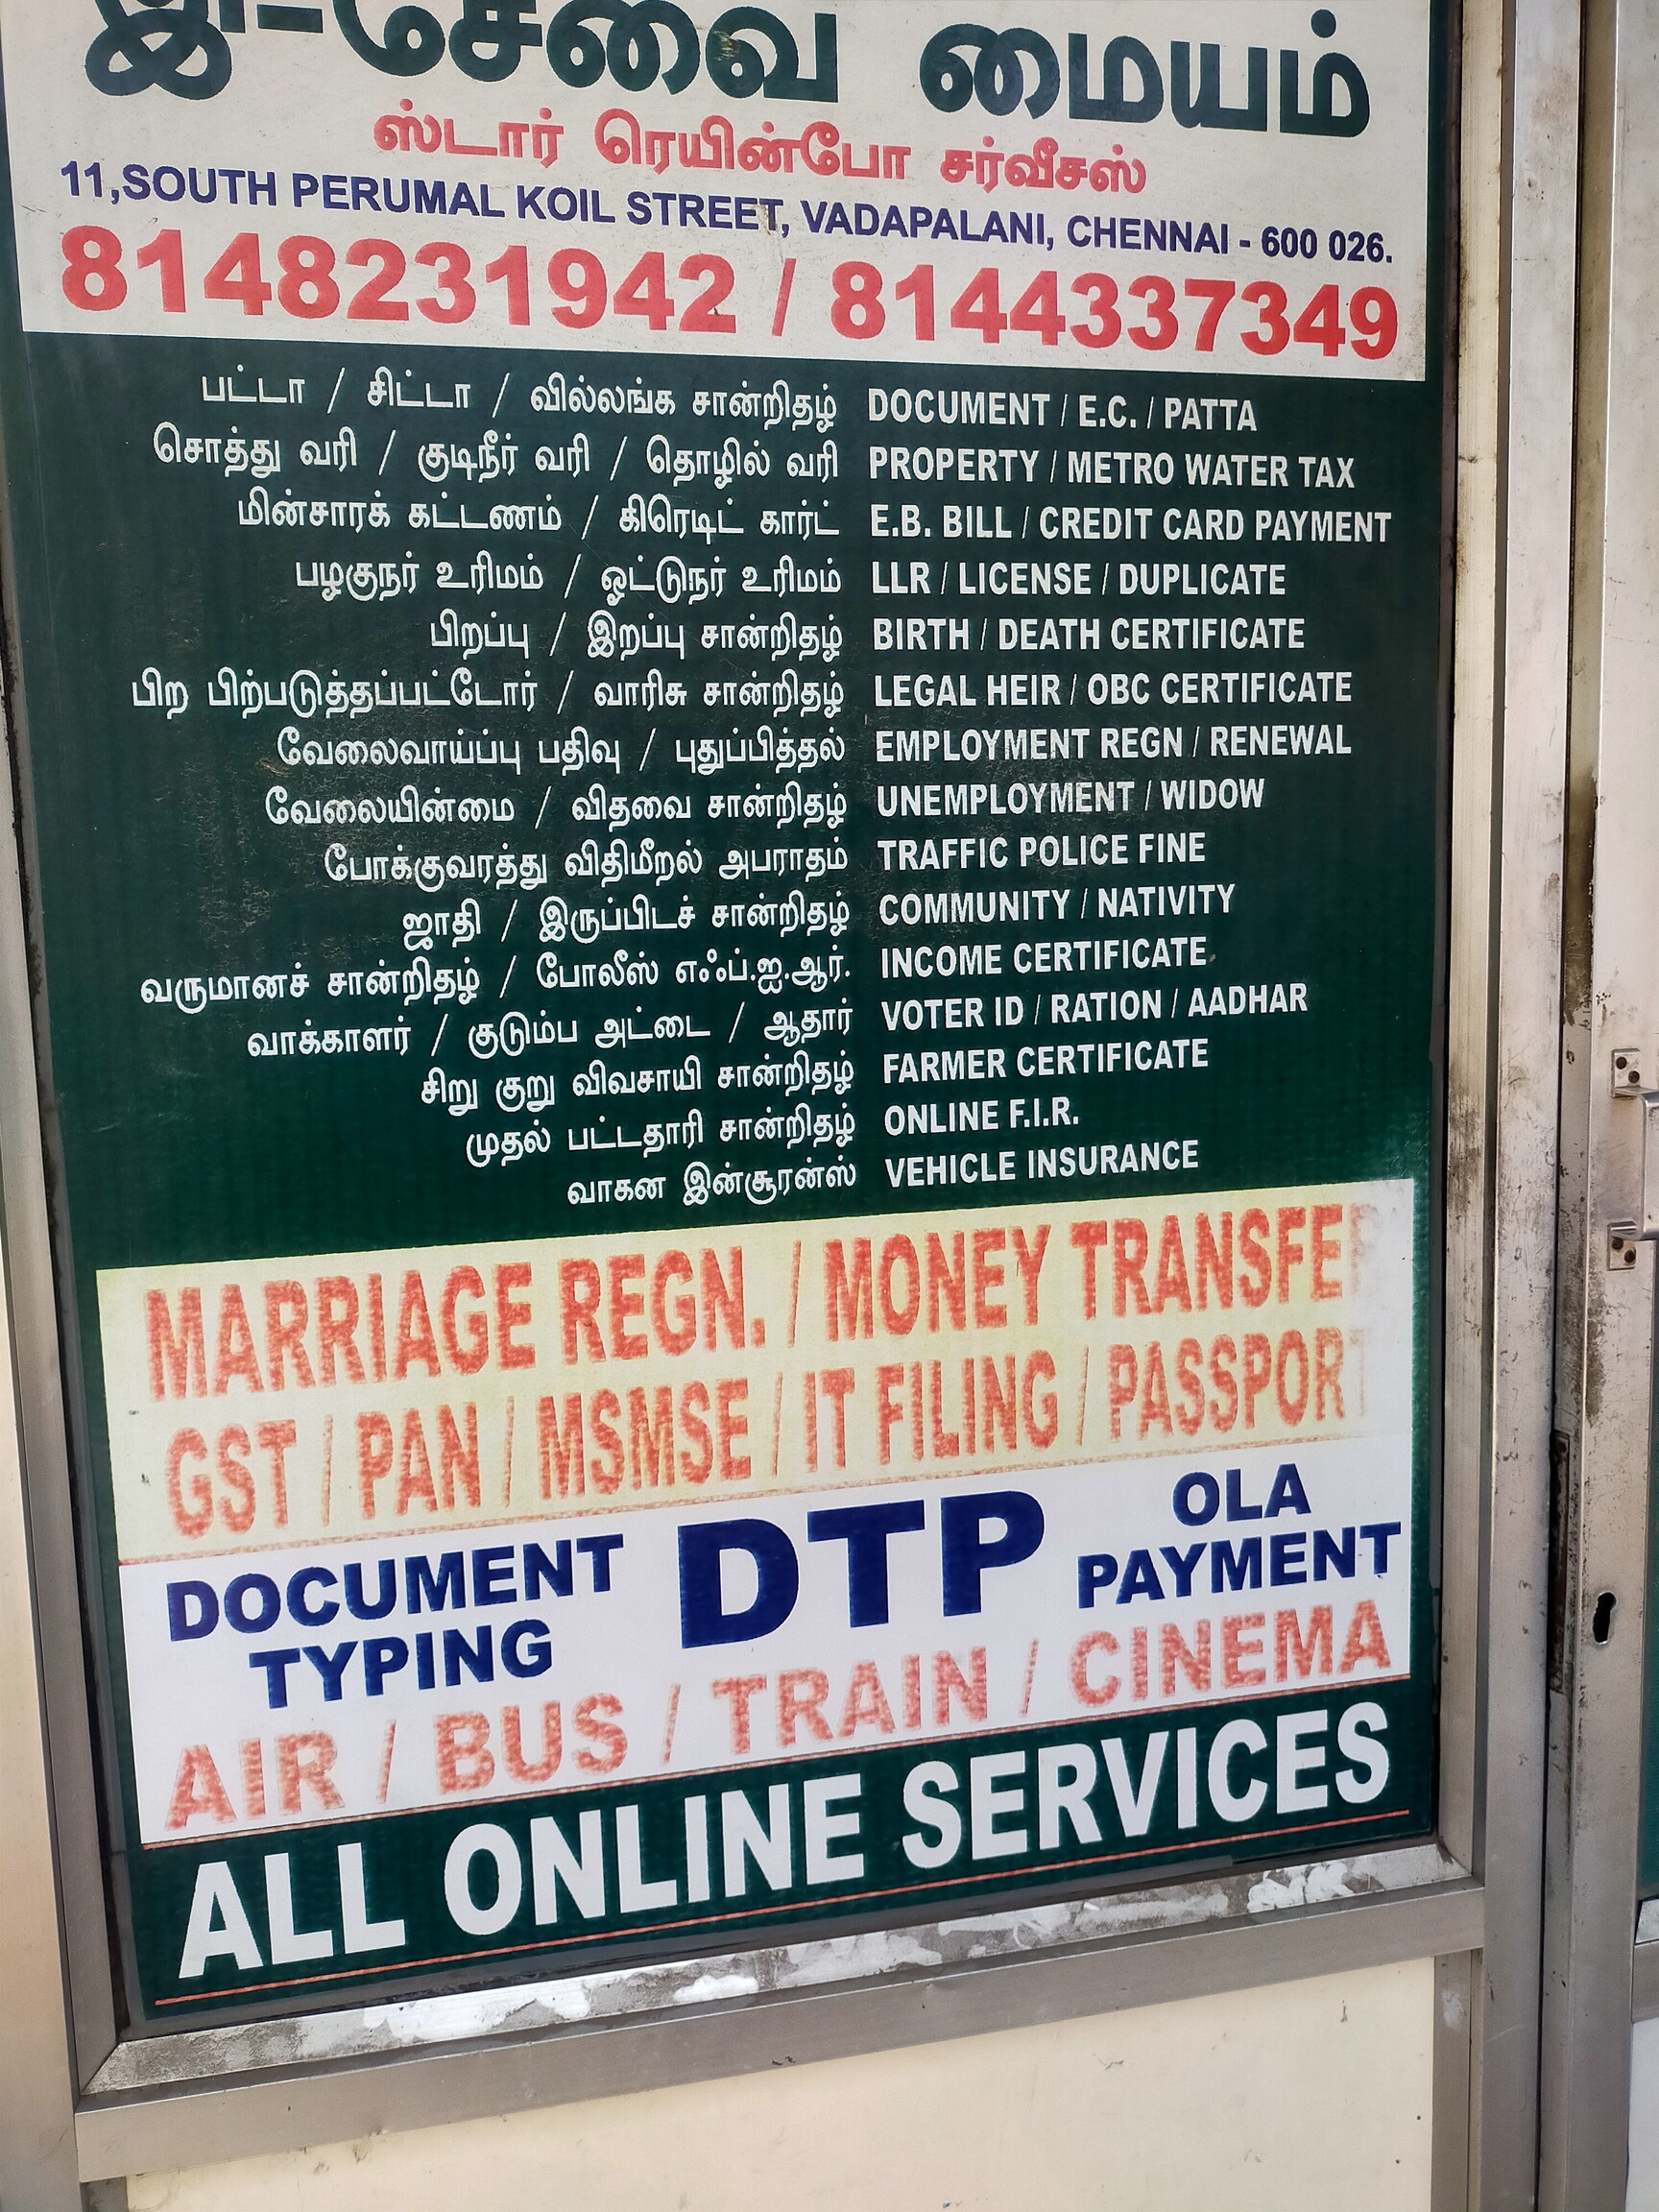 இ-சேவை மையம்
ஸ்டார் ரெயின்போ சர்வீசஸ்
11,SOUTH PERUMAL KOIL STREET, VADAPALANI, CHENNAI - 600 026.
8148231942 / 8144337349
பட்டா / சிட்டா / வில்லங்க சான்றிதழ் DOCUMENT / E.C. / PATTA
சொத்து வரி / குடிநீர் வரி / தொழில் வரி PROPERTY / METRO WATER TAX
மின்சாரக் கட்டணம் / கிரெடிட் கார்ட் E.B. BILL / CREDIT CARD PAYMENT
பழகுநர் உரிமம் / ஓட்டுநர் உரிமம் LLR / LICENSE / DUPLICATE
பிறப்பு / இறப்பு சான்றிதழ் BIRTH / DEATH CERTIFICATE
பிற பிற்படுத்தப்பட்டோர் / வாரிசு சான்றிதழ் LEGAL HEIR / OBC CERTIFICATE
வேலைவாய்ப்பு பதிவு / புதுப்பித்தல் EMPLOYMENT REGN / RENEWAL
வேலையின்மை / விதவை சான்றிதழ் UNEMPLOYMENT / WIDOW
போக்குவரத்து விதிமீறல் அபராதம் TRAFFIC POLICE FINE
ஜாதி / இருப்பிடச் சான்றிதழ் COMMUNITY / NATIVITY
வருமானச் சான்றிதழ் / போலீஸ் எஃப்.ஐ.ஆர். INCOME CERTIFICATE
வாக்காளர் / குடும்ப அட்டை / ஆதார் VOTER ID / RATION / AADHAR
சிறு குறு விவசாயி சான்றிதழ் FARMER CERTIFICATE
முதல் பட்டதாரி சான்றிதழ் ONLINE F.I.R.
வாகன இன்சூரன்ஸ் VEHICLE INSURANCE
MARRIAGE REGN. / MONEY TRANSFER
GST / PAN / MSMSE / IT FILING / PASSPORT
DOCUMENT TYPING DTP OLA PAYMENT
AIR / BUS / TRAIN / CINEMA
ALL ONLINE SERVICES